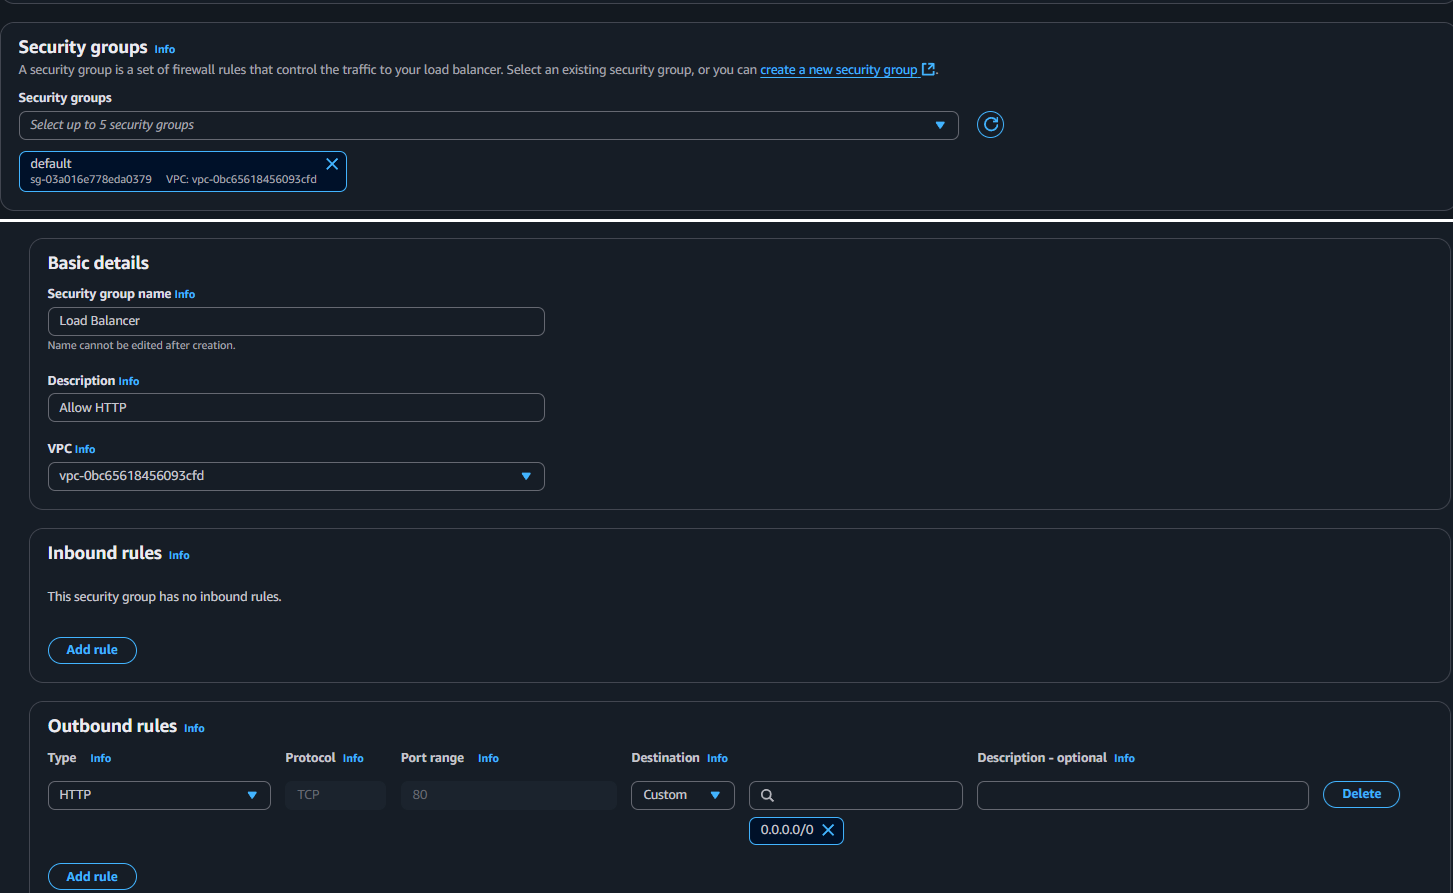 Security groups Info
A security group is a set of firewall rules that control the traffic to your load balancer. Select an existing security group, or you can create a new security group.
Security groups
Select up to 5 security groups
default
sg-03a016e778eda0379 VPC: vpc-0bc65618456093cfd
Basic details
Security group name Info
Load Balancer
Name cannot be edited after creation.
Description Info
Allow HTTP
VPC Info
vpc-0bc65618456093cfd
Inbound rules Info
This security group has no inbound rules.
Add rule
Outbound rules Info
Type Info Protocol Info Port range Info Destination Info Description - optional Info
HTTP TCP 80 Custom Delete
0.0.0.0/0
Add rule